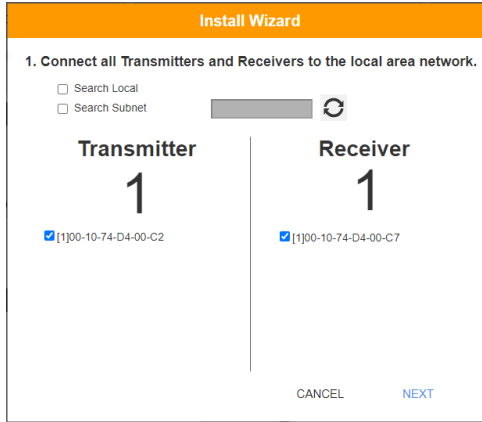 Install Wizard
1. Connect all Transmitters and Receivers to the local area network.
Search Local
Search Subnet
Transmitter
1
[1]00-10-74-D4-00-C2
Receiver
1
[1]00-10-74-D4-00-C7
CANCEL
NEXT